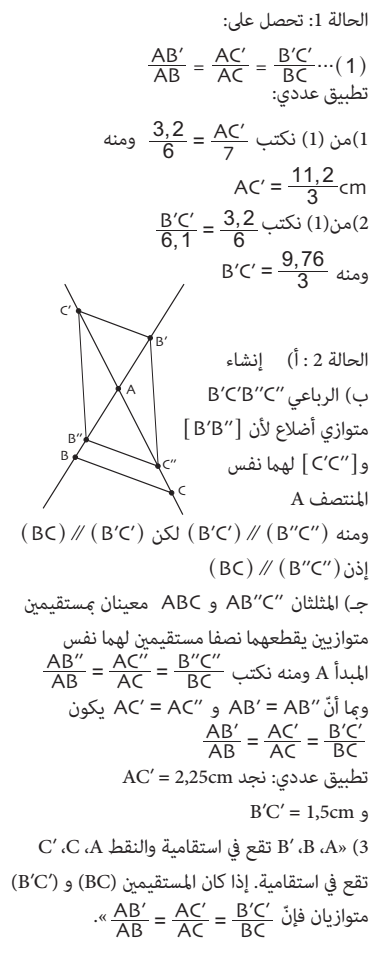 الحالة 1: تحصل على:
AB′/AB = AC′/AC = B′C′/BC ···(1)
تطبيق عددي:
1)من (1) نكتب 3,2/6 = AC′/7 ومنه
AC′ = 11,2/3 cm
2)من(1) نكتب B′C′/6,1 = 3,2/6
ومنه B′C′ = 9,76/3
C′
B′
A
B″
B
C″
C
الحالة 2 : أ) إنشاء
ب) الرباعي B′C′B″C″
متوازي أضلاع لأن [B′B″]
و[C′C″] لهما نفس
المنتصف A
ومنه (B′C′) // (B″C″) لكن (BC) // (B′C′)
إذن (BC) // (B″C″)
جـ) المثلثان AB″C″ و ABC معينان بمستقيمين
متوازيين يقطعهما نصفا مستقيمين لهما نفس
المبدأ A ومنه نكتب AB″/AB = AC″/AC = B″C″/BC
وبما أنّ AB′ = AB″ و AC′ = AC″ يكون
AB′/AB = AC′/AC = B′C′/BC
تطبيق عددي: نجد AC′ = 2,25cm
و B′C′ = 1,5cm
3) «A، B، B′ تقع في استقامية والنقط A، C، C′
تقع في استقامية. إذا كان المستقيمين (BC) و (B′C′)
متوازيان فإنّ AB′/AB = AC′/AC = B′C′/BC».